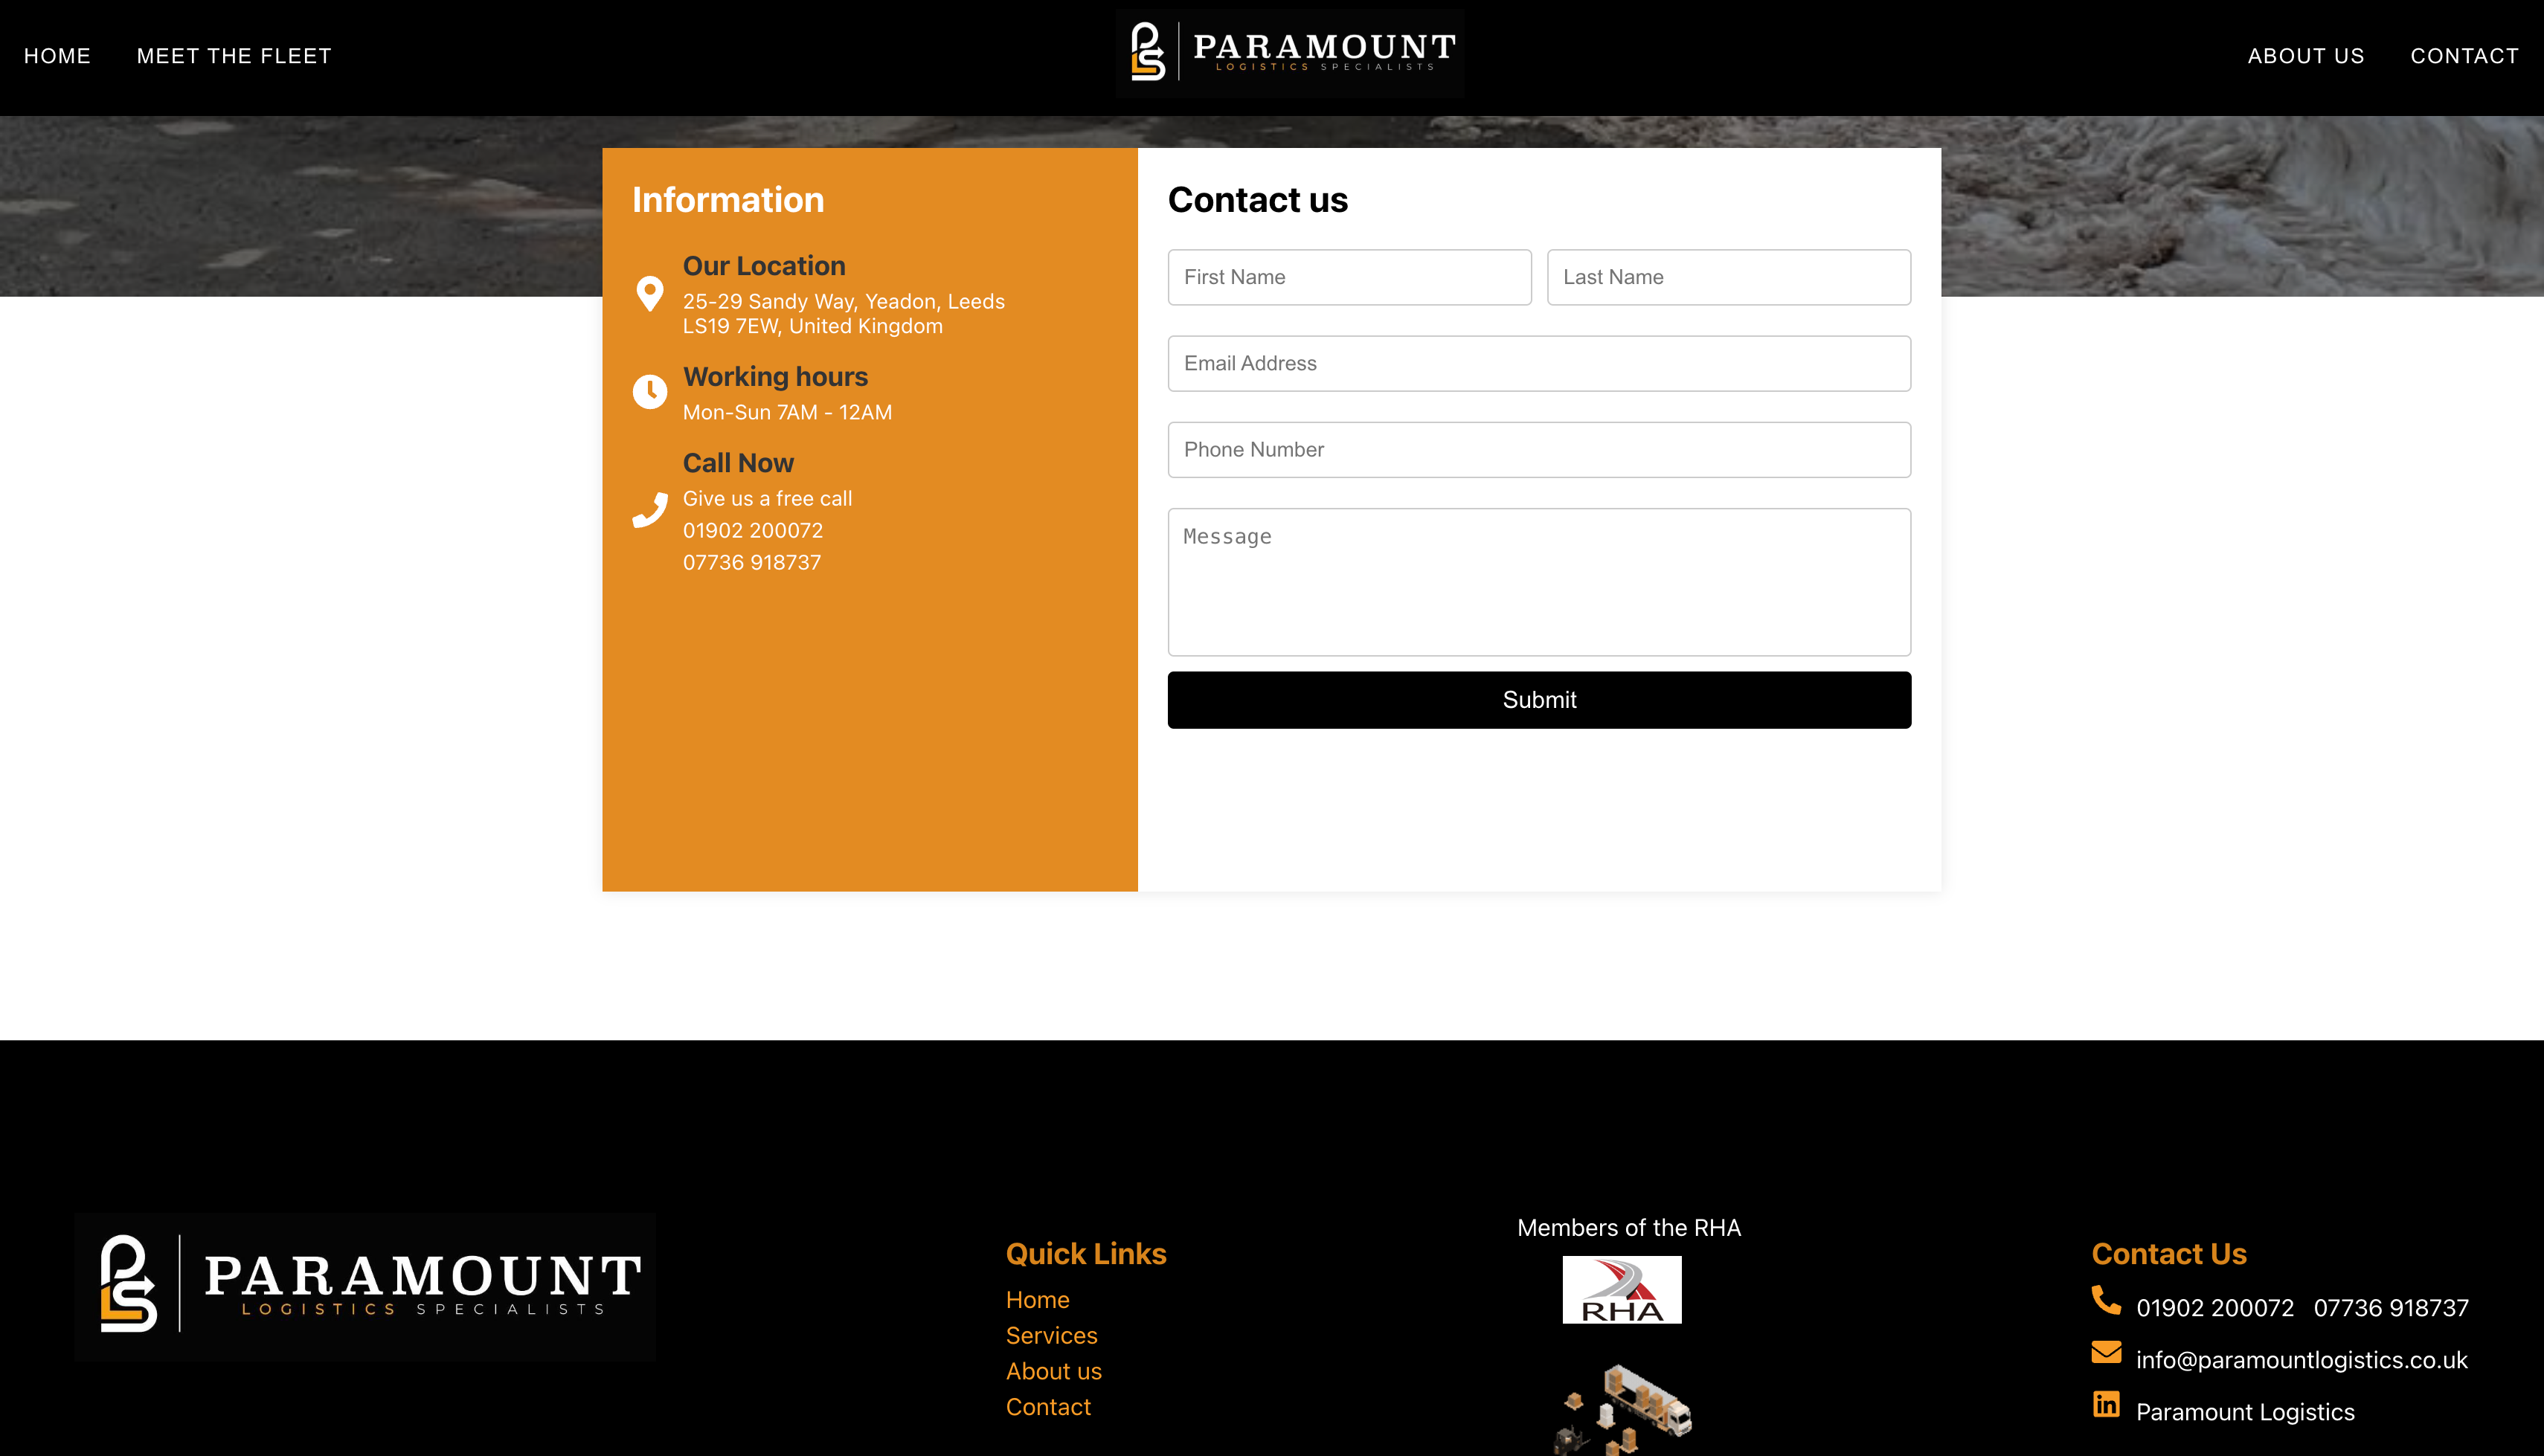 HOME
MEET THE FLEET
PARAMOUNT
LOGISTICS SPECIALISTS
ABOUT US
CONTACT
Information
Our Location
25-29 Sandy Way, Yeadon, Leeds
LS19 7EW, United Kingdom
Working hours
Mon-Sun 7AM - 12AM
Call Now
Give us a free call
01902 200072
07736 918737
Contact us
First Name
Last Name
Email Address
Phone Number
Message
Submit
PARAMOUNT
LOGISTICS SPECIALISTS
Quick Links
Home
Services
About us
Contact
Members of the RHA
RHA
Contact Us
01902 200072 07736 918737
info@paramountlogistics.co.uk
in
Paramount Logistics